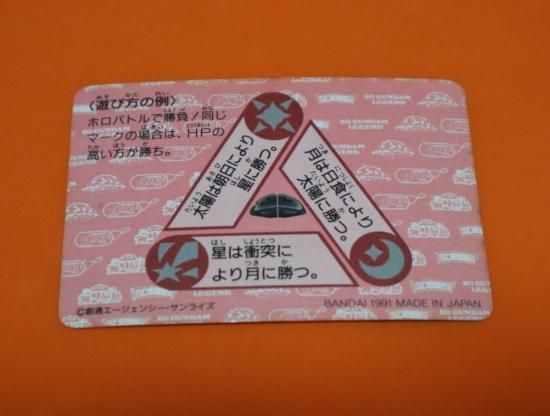 〈遊び方の例〉
ホロバトルで勝負!同じ
マークの場合は、HPの
高い方が勝ち。
太陽は明日により
星に勝つ。
月は日食により
太陽に勝つ。
星は衝突に
より月に勝つ。
BANDAI 1991 MADE IN JAPAN
©創通エージェンシー・サンライズ
SD GUNDAM
LEGEND